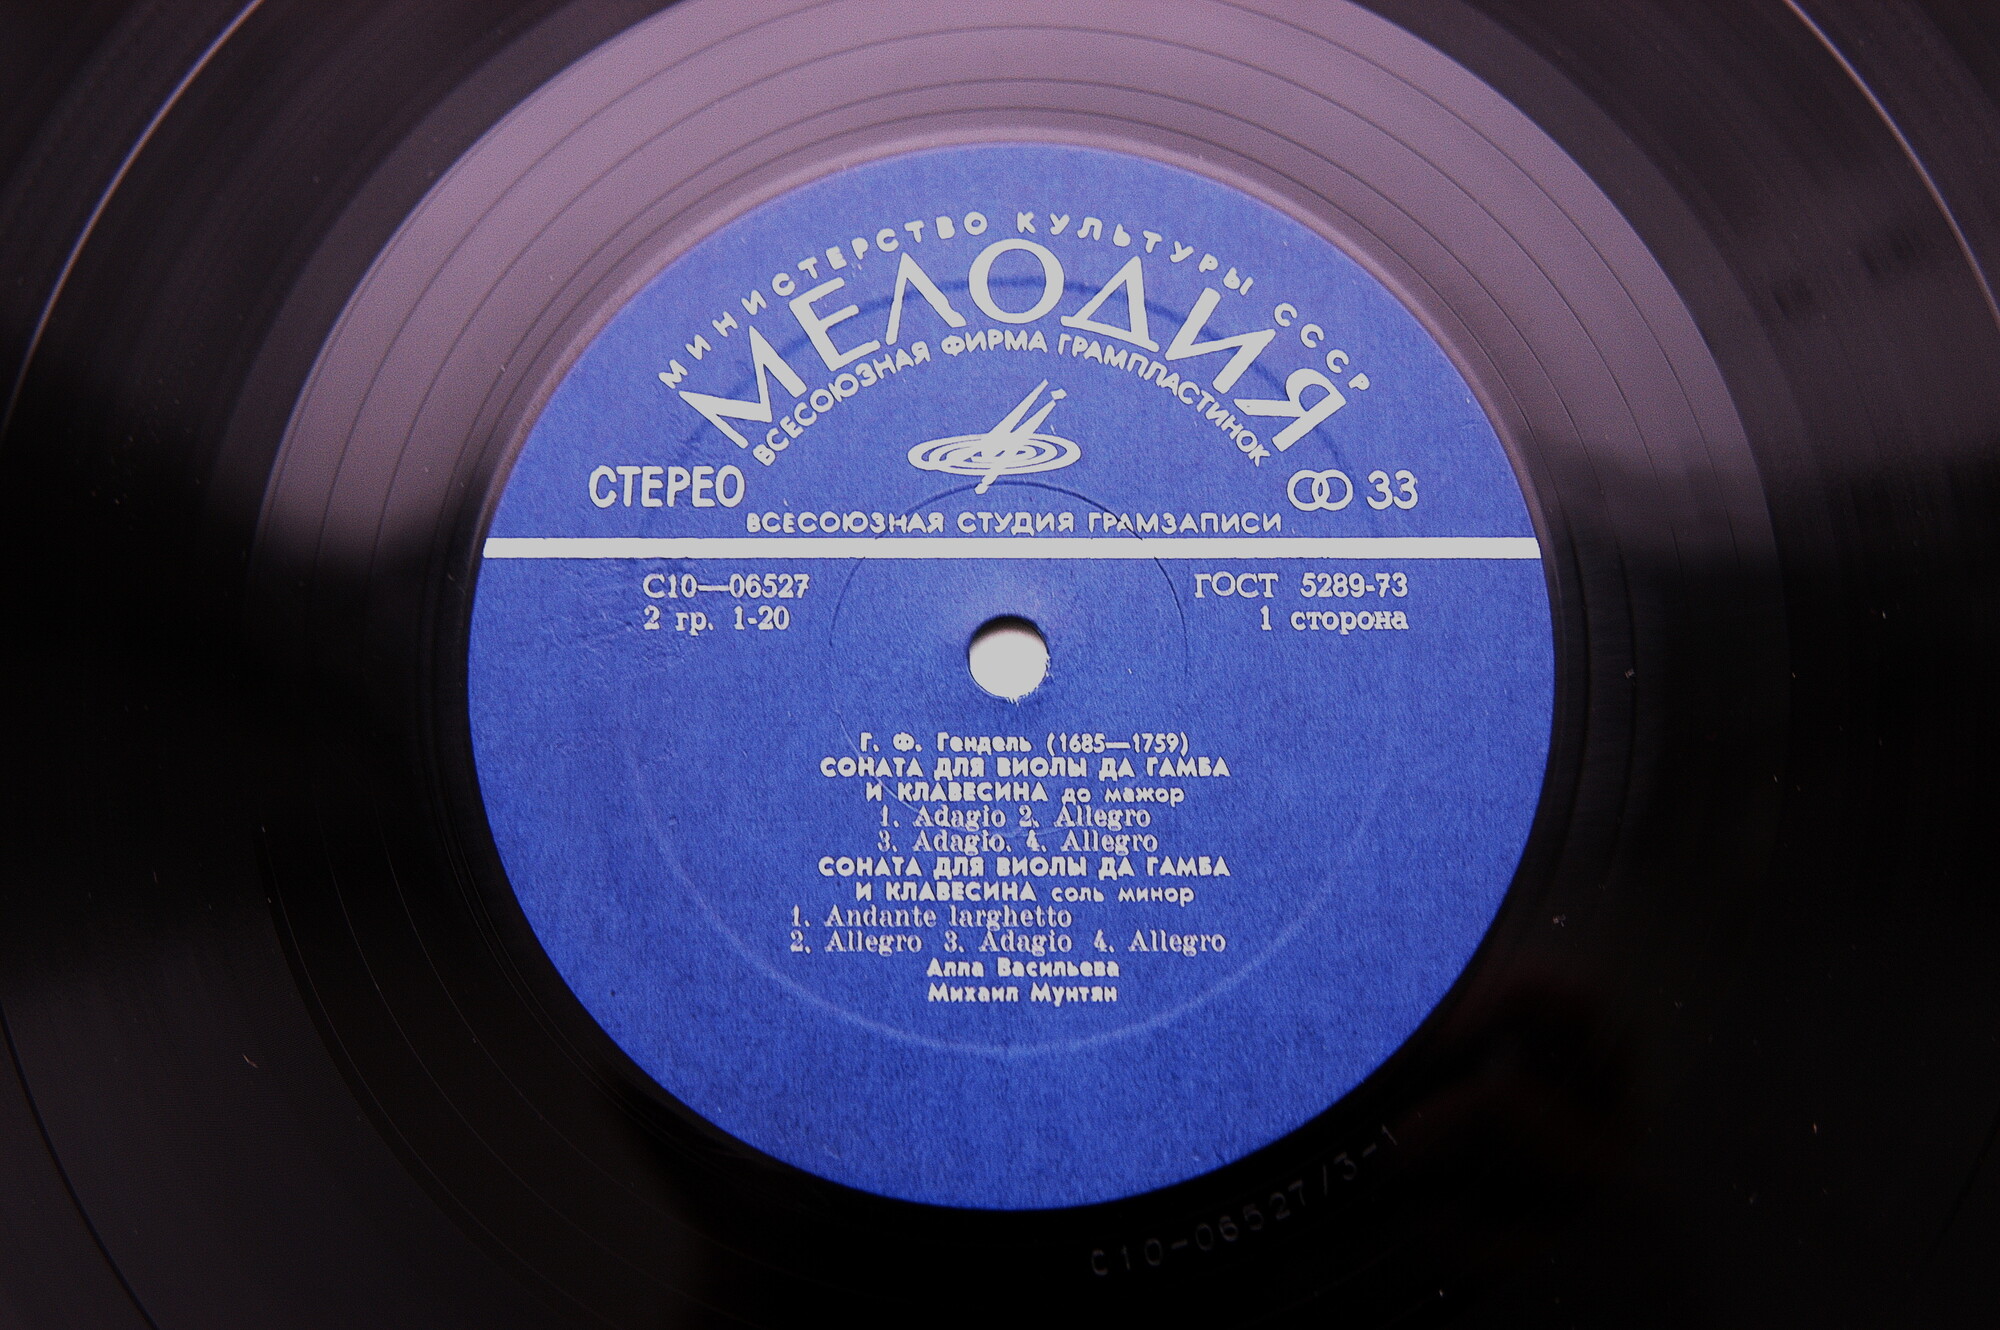 МИНИСТЕРСТВО КУЛЬТУРЫ СССР
МЕЛОДИЯ
ВСЕСОЮЗНАЯ ФИРМА ГРАМПЛАСТИНОК
СТЕРЕО
33
ВСЕСОЮЗНАЯ СТУДИЯ ГРАМЗАПИСИ
С10—06527
ГОСТ 5289-73
2 гр. 1-20
1 сторона
Г. Ф. Гендель (1685—1759)
СОНАТА ДЛЯ ВИОЛЫ ДА ГАМБА
И КЛАВЕСИНА до мажор
1. Adagio 2. Allegro
3. Adagio. 4. Allegro
СОНАТА ДЛЯ ВИОЛЫ ДА ГАМБА
И КЛАВЕСИНА соль минор
1. Andante larghetto
2. Allegro 3. Adagio 4. Allegro
Алла Васильева
Михаил Мунтян
С10-06527/3-1